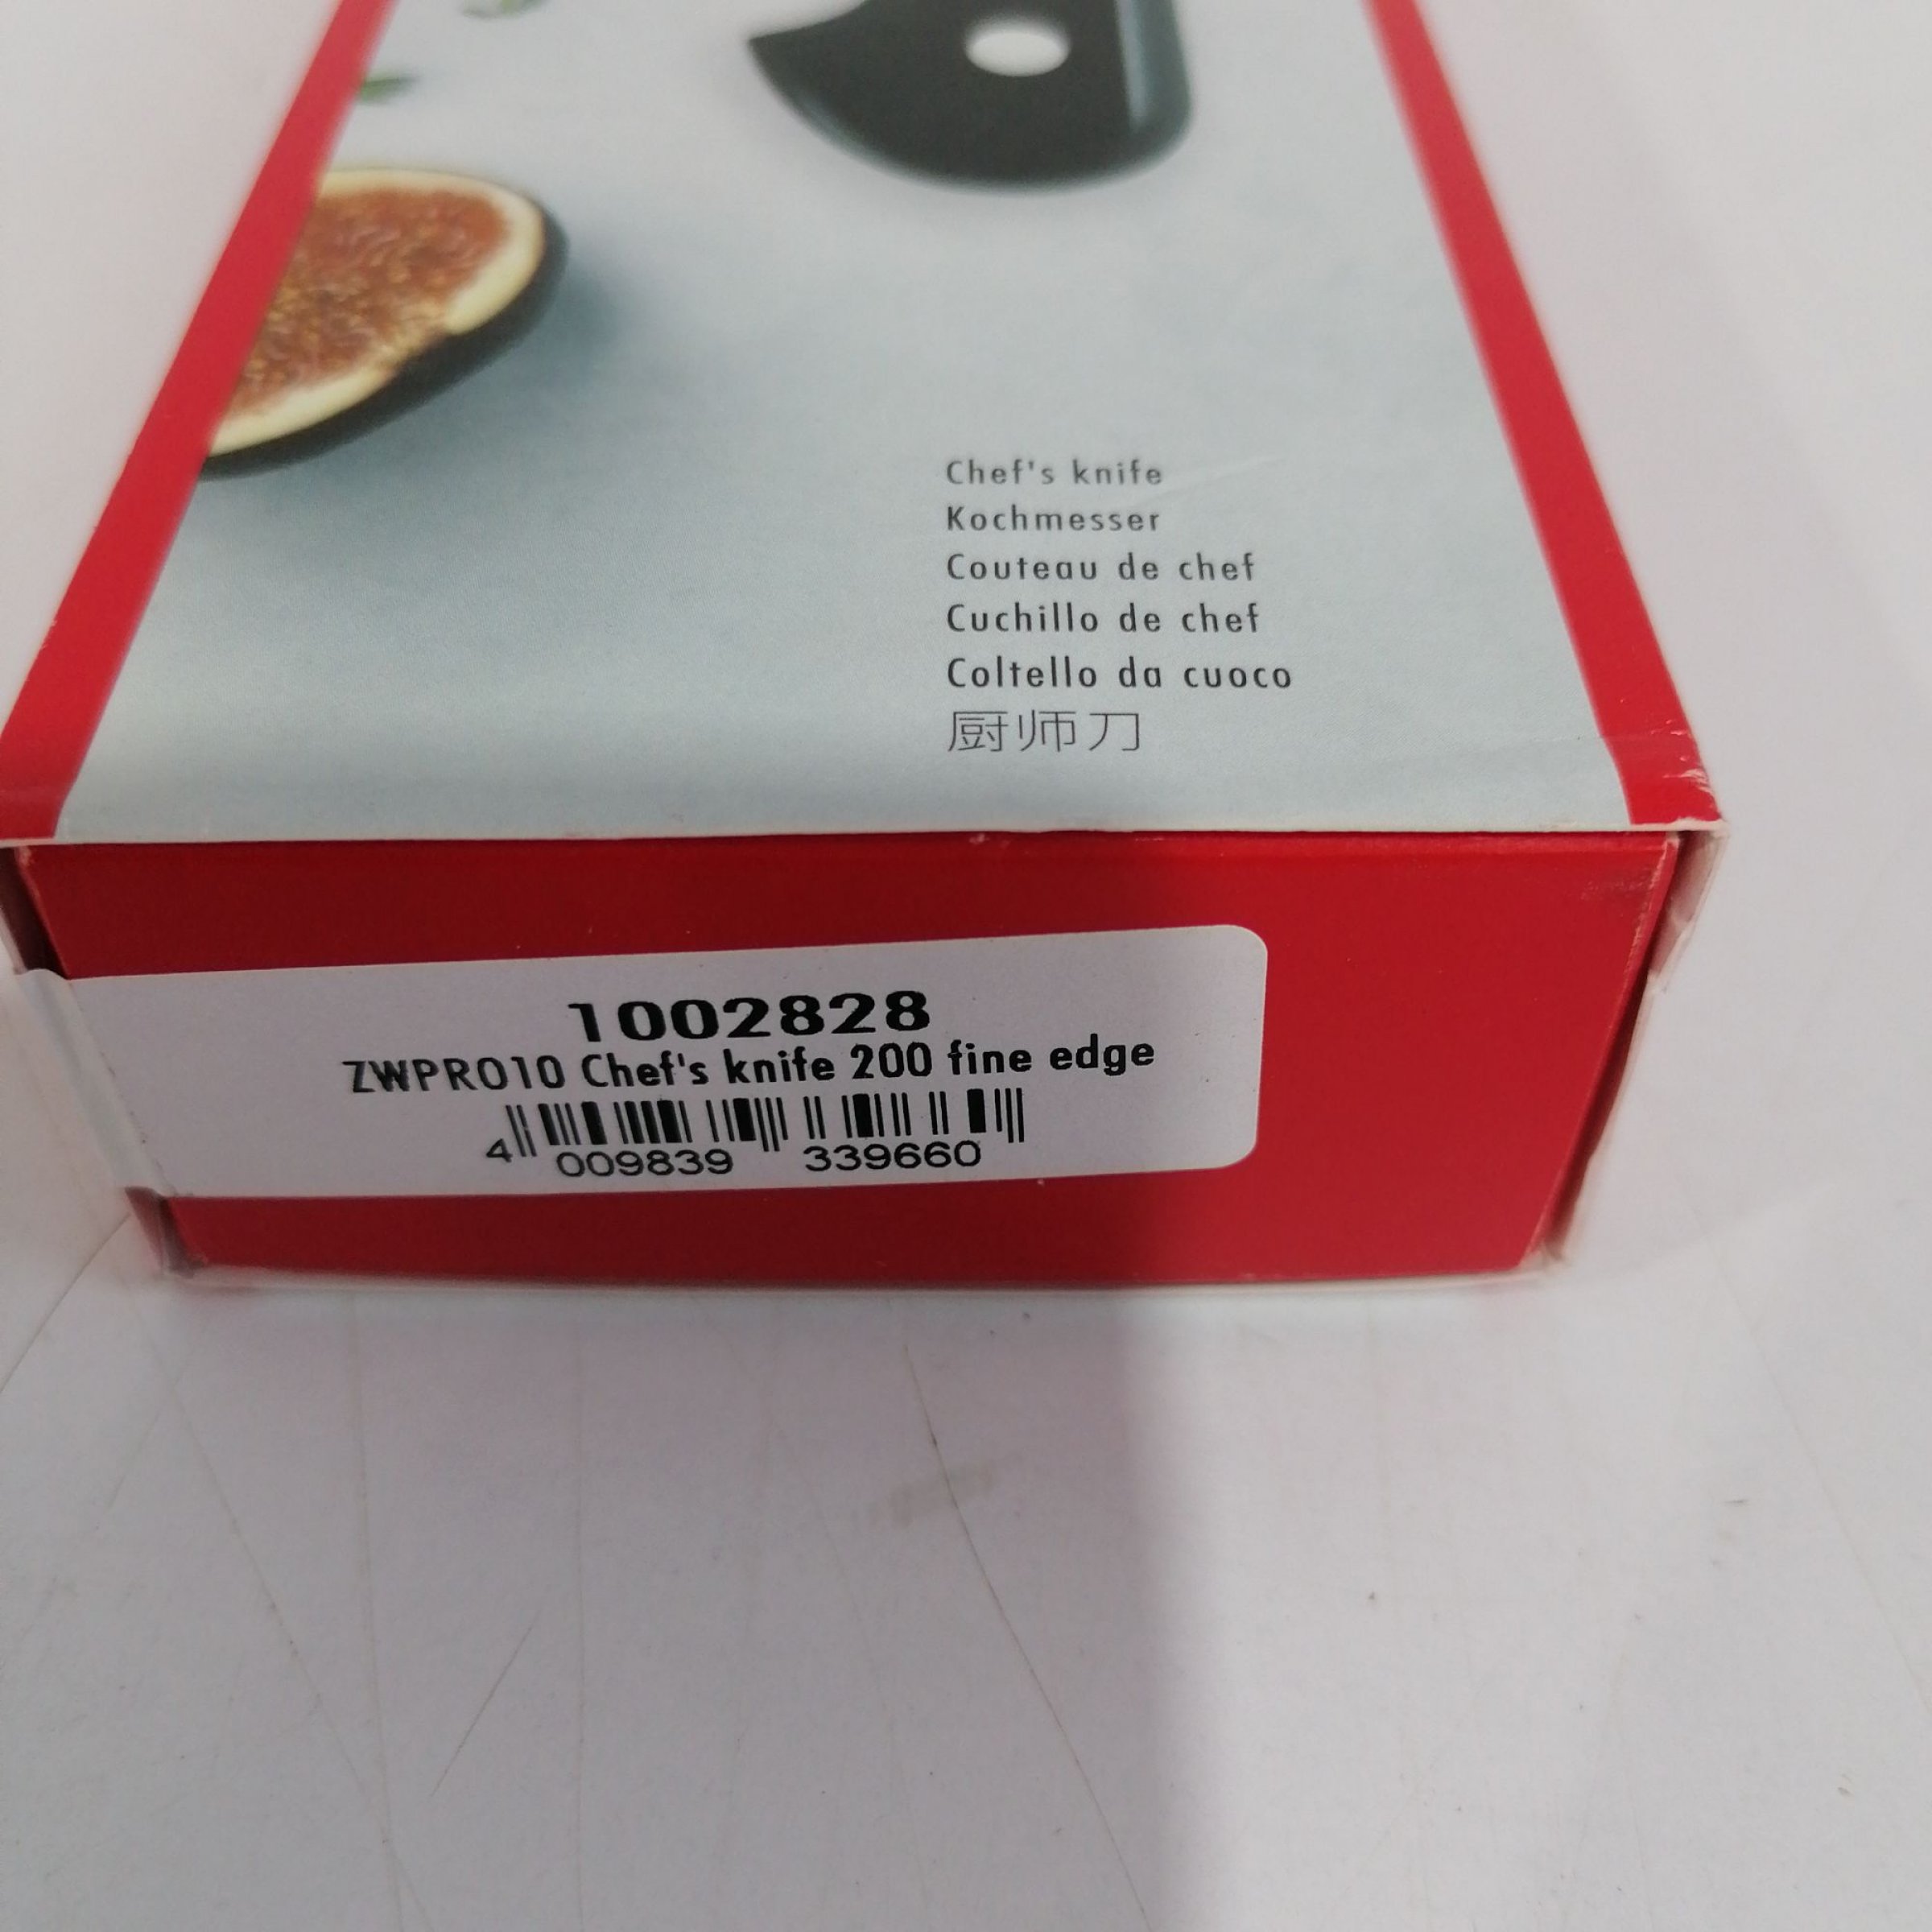 Chef's knife
Kochmesser
Couteau de chef
Cuchillo de chef
Coltello da cuoco
厨师刀
1002828
ZWPRO10 Chef's knife 200 fine edge
4 009839 339660